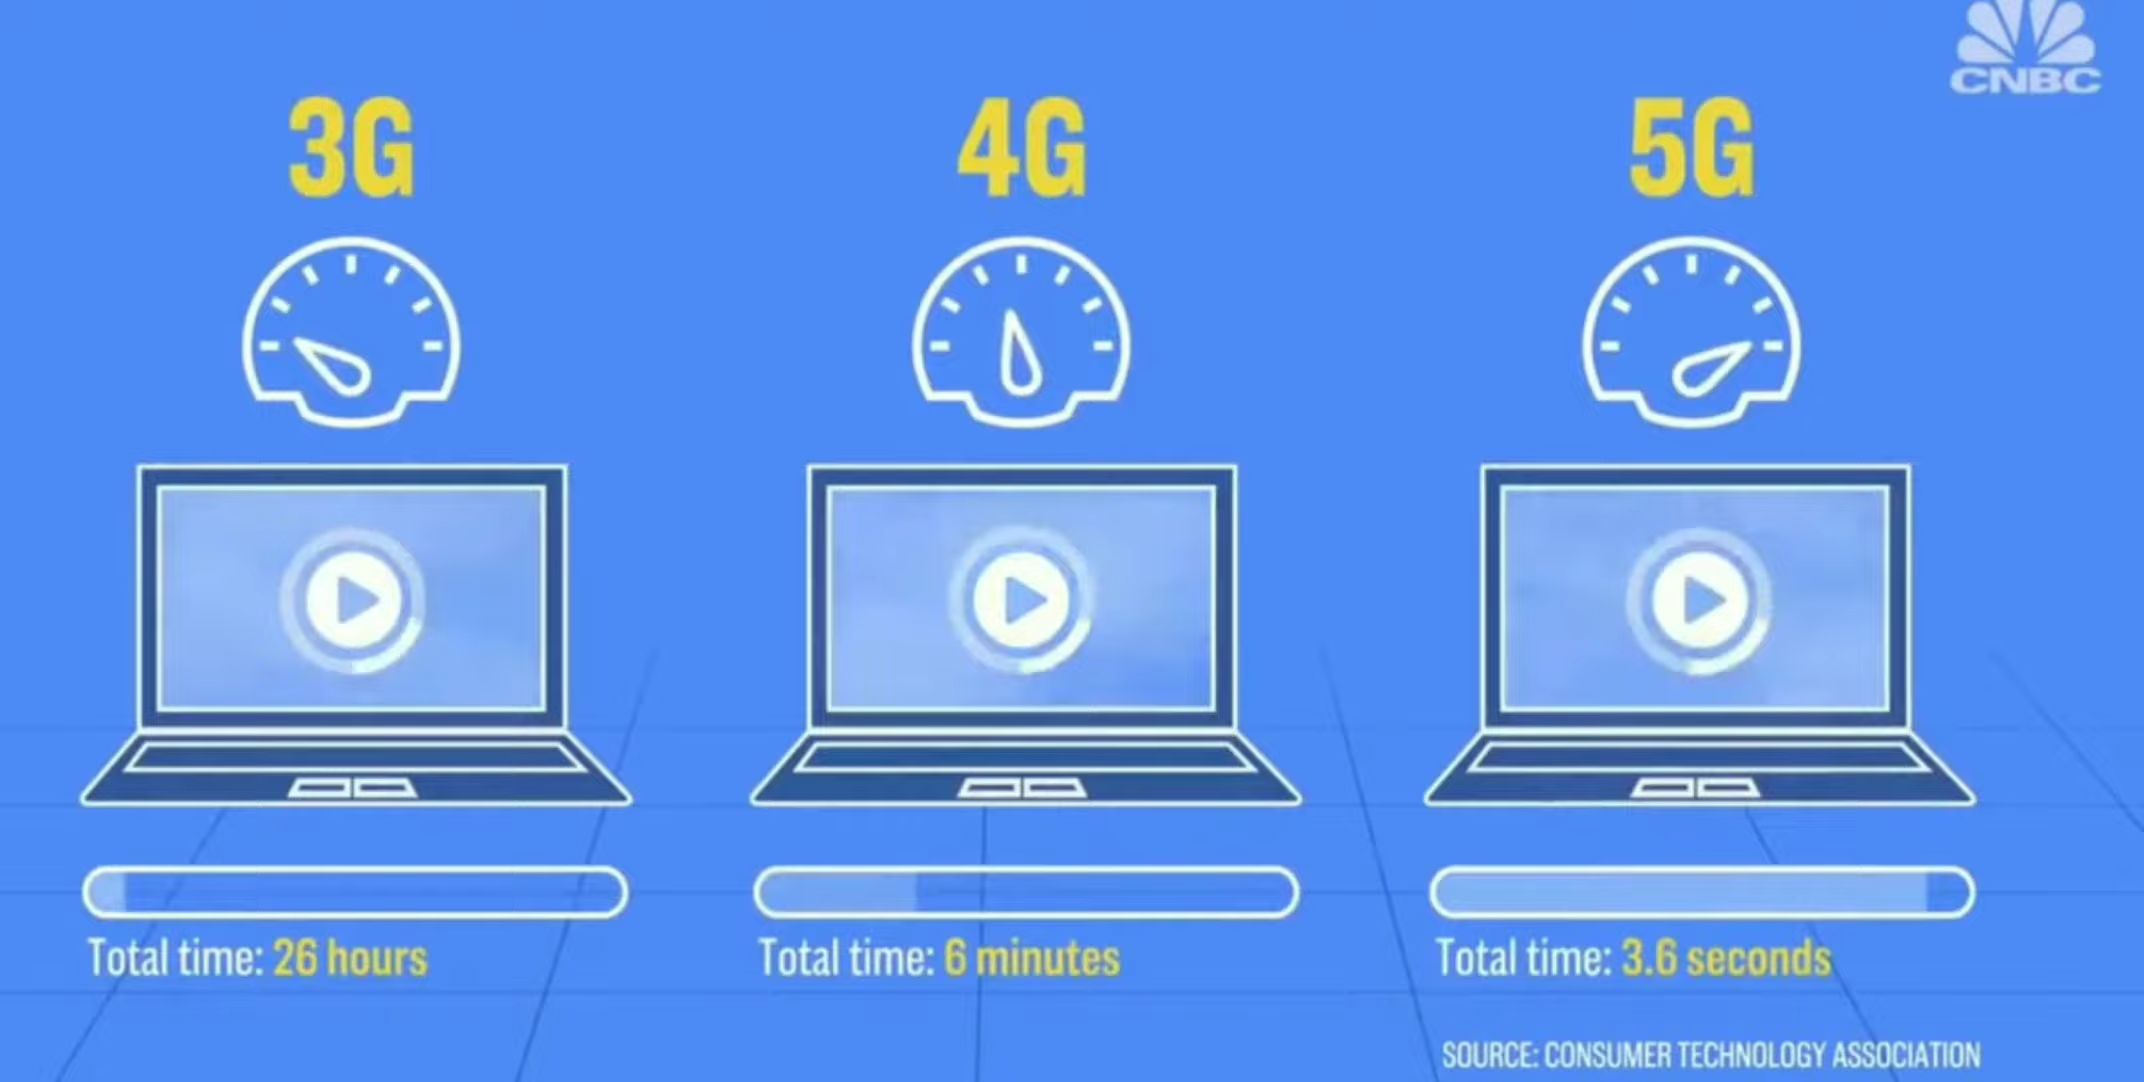 CNBC
3G
4G
5G
Total time: 26 hours
Total time: 6 minutes
Total time: 3.6 seconds
SOURCE: CONSUMER TECHNOLOGY ASSOCIATION